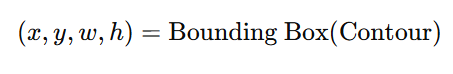 (x, y, w, h) = Bounding Box(Contour)